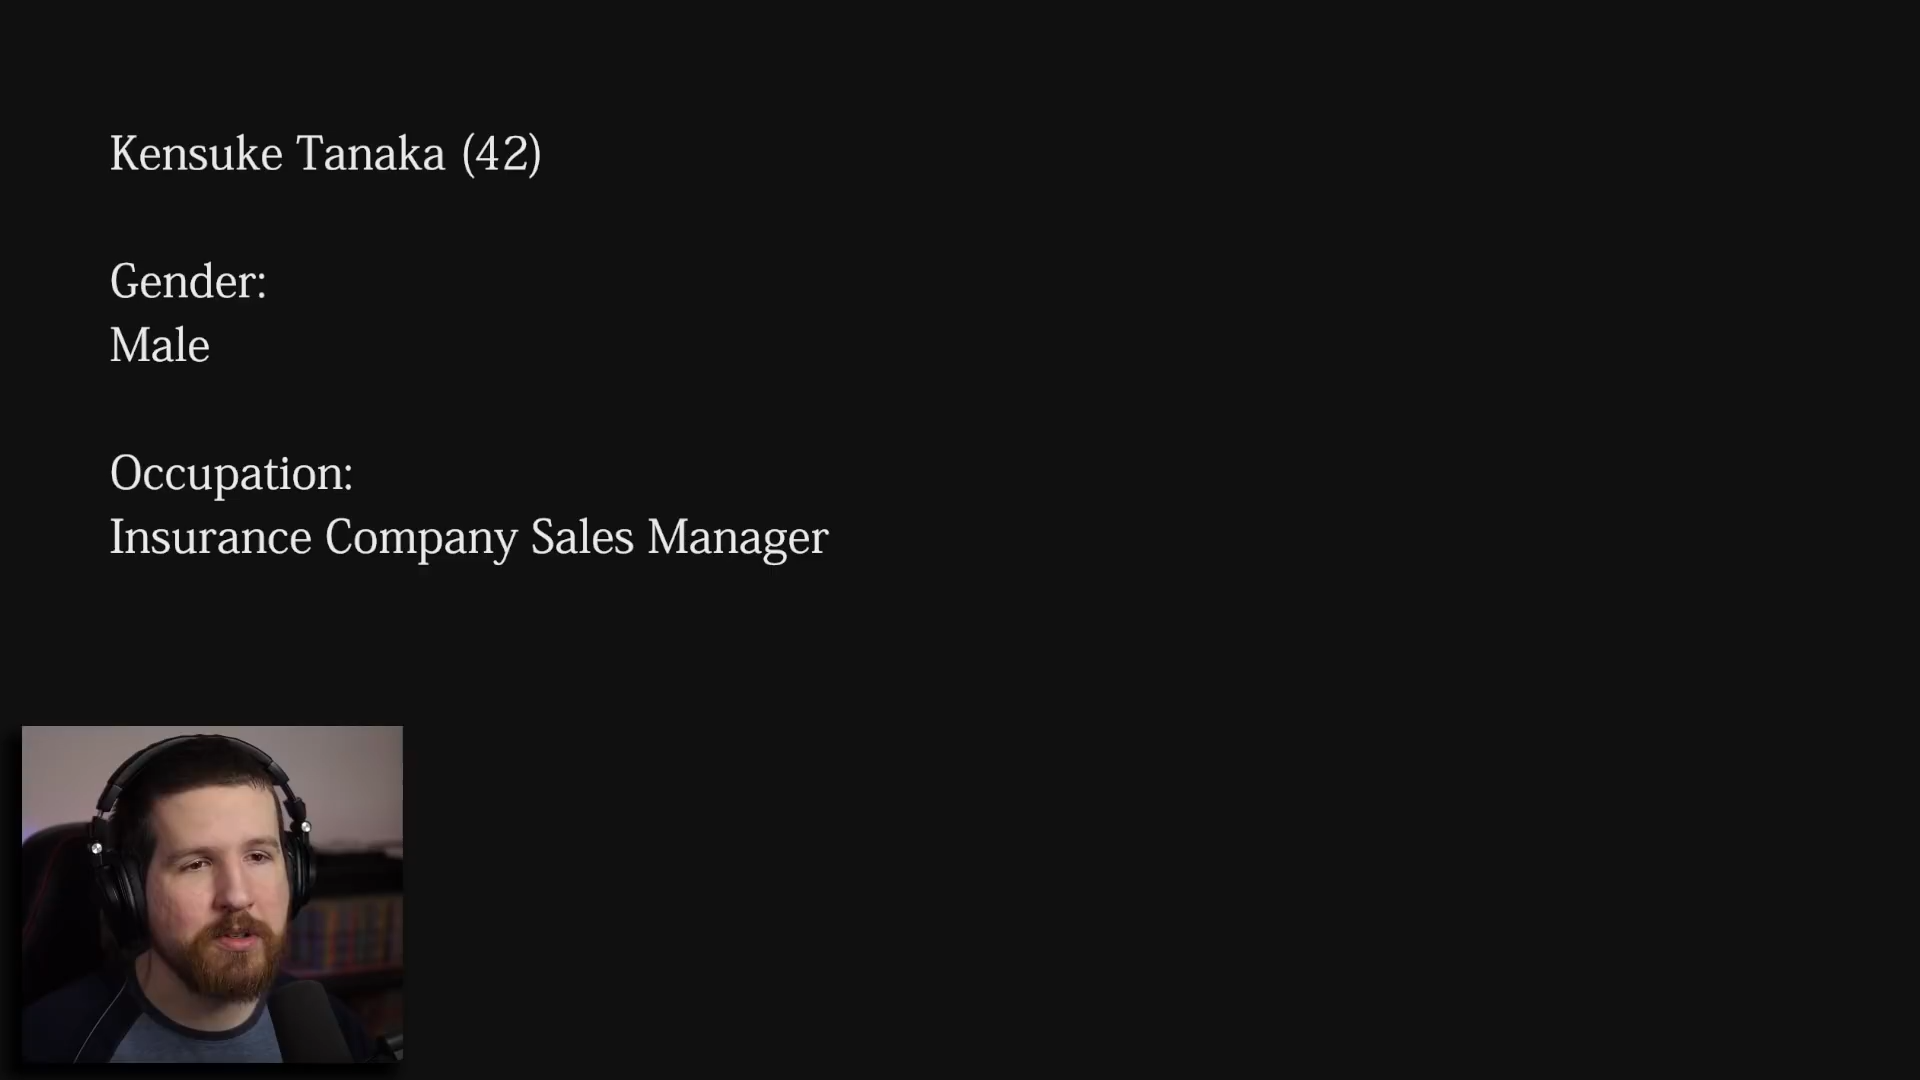 Kensuke Tanaka (42)
Gender:
Male
Occupation:
Insurance Company Sales Manager